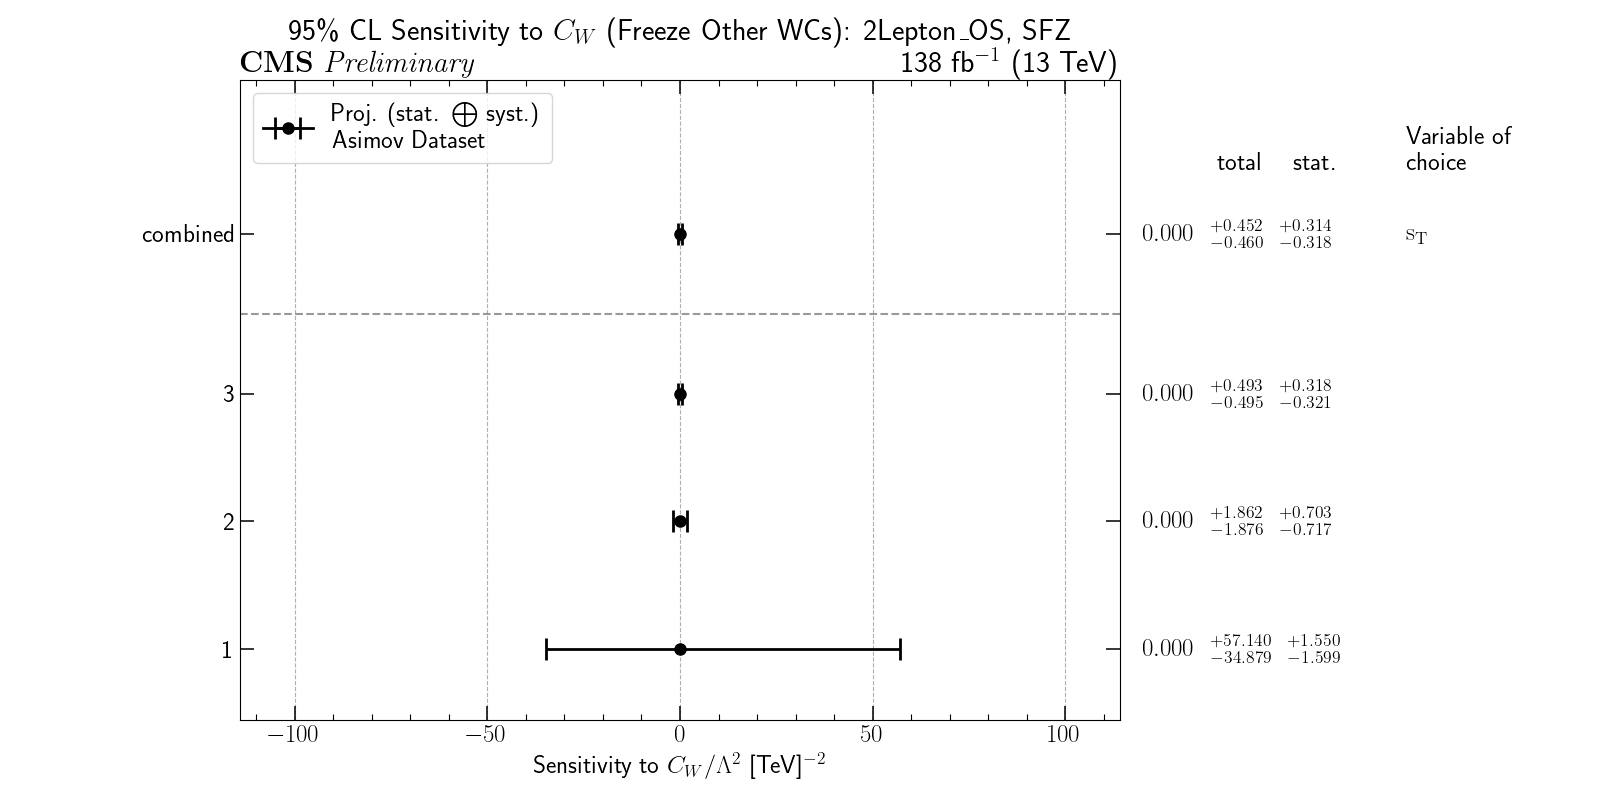 95% CL Sensitivity to C_W (Freeze Other WCs): 2Lepton_OS, SFZ
CMS Preliminary 138 fb⁻¹ (13 TeV)
Proj. (stat. ⨁ syst.)
Asimov Dataset
Variable of
total stat. choice
combined 0.000 +0.452 −0.460 +0.314 −0.318 s_T
3 0.000 +0.493 −0.495 +0.318 −0.321
2 0.000 +1.862 −1.876 +0.703 −0.717
1 0.000 +57.140 −34.879 +1.550 −1.599
−100 −50 0 50 100
Sensitivity to C_W/Λ² [TeV]⁻²